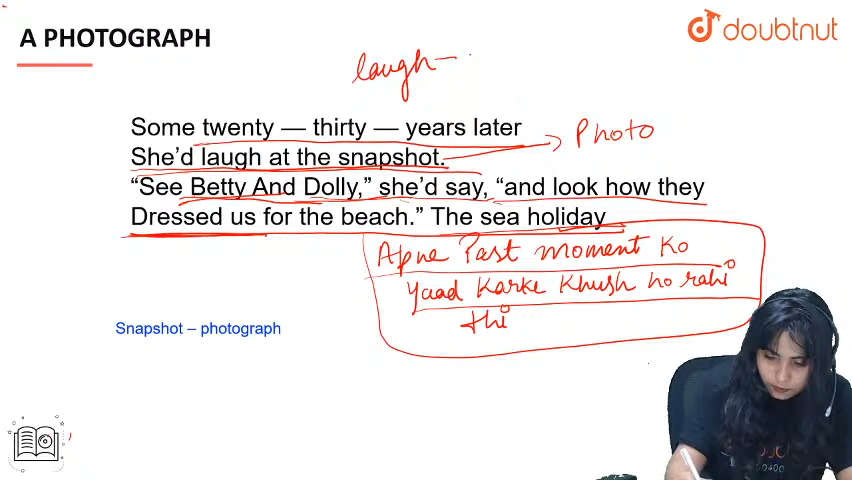 A PHOTOGRAPH
doubtnut
laugh—
Some twenty — thirty — years later
She’d laugh at the snapshot.
Photo
“See Betty And Dolly,” she’d say, “and look how they
Dressed us for the beach.” The sea holiday
Apne Past moment Ko
Yaad Karke Khush ho rahi
thi
Snapshot – photograph